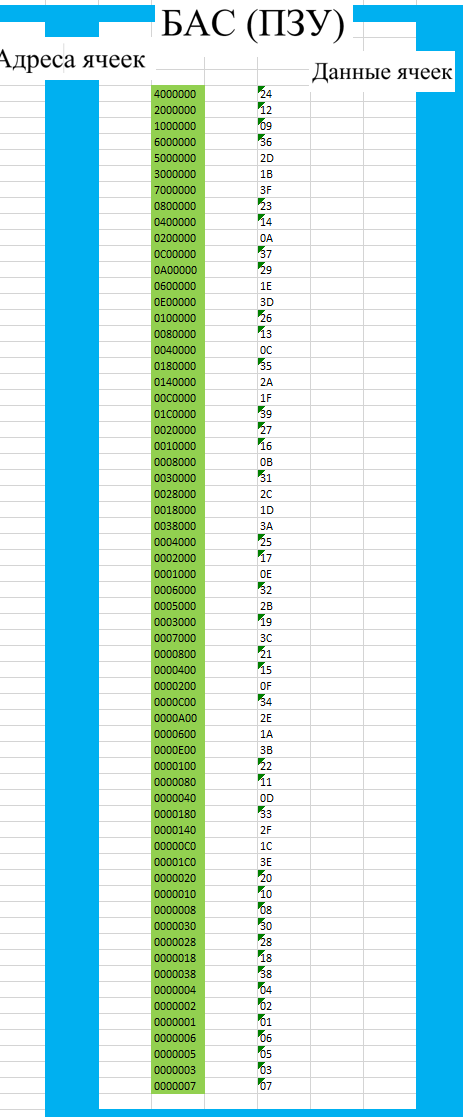 БАС (ПЗУ)
Адреса ячеек
Данные ячеек
4000000 24
2000000 12
1000000 09
6000000 36
5000000 2D
3000000 1B
7000000 3F
0800000 23
0400000 14
0200000 0A
0C00000 37
0A00000 29
0600000 1E
0E00000 3D
0100000 26
0080000 13
0040000 0C
0180000 35
0140000 2A
00C0000 1F
01C0000 39
0020000 27
0010000 16
0008000 0B
0030000 31
0028000 2C
0018000 1D
0038000 3A
0004000 25
0002000 17
0001000 0E
0006000 32
0005000 2B
0003000 19
0007000 3C
0000800 21
0000400 15
0000200 0F
0000C00 34
0000A00 2E
0000600 1A
0000E00 3B
0000100 22
0000080 11
0000040 0D
0000180 33
0000140 2F
00000C0 1C
00001C0 3E
0000020 20
0000010 10
0000008 08
0000030 30
0000028 28
0000018 18
0000038 38
0000004 04
0000002 02
0000001 01
0000006 06
0000005 05
0000003 03
0000007 07